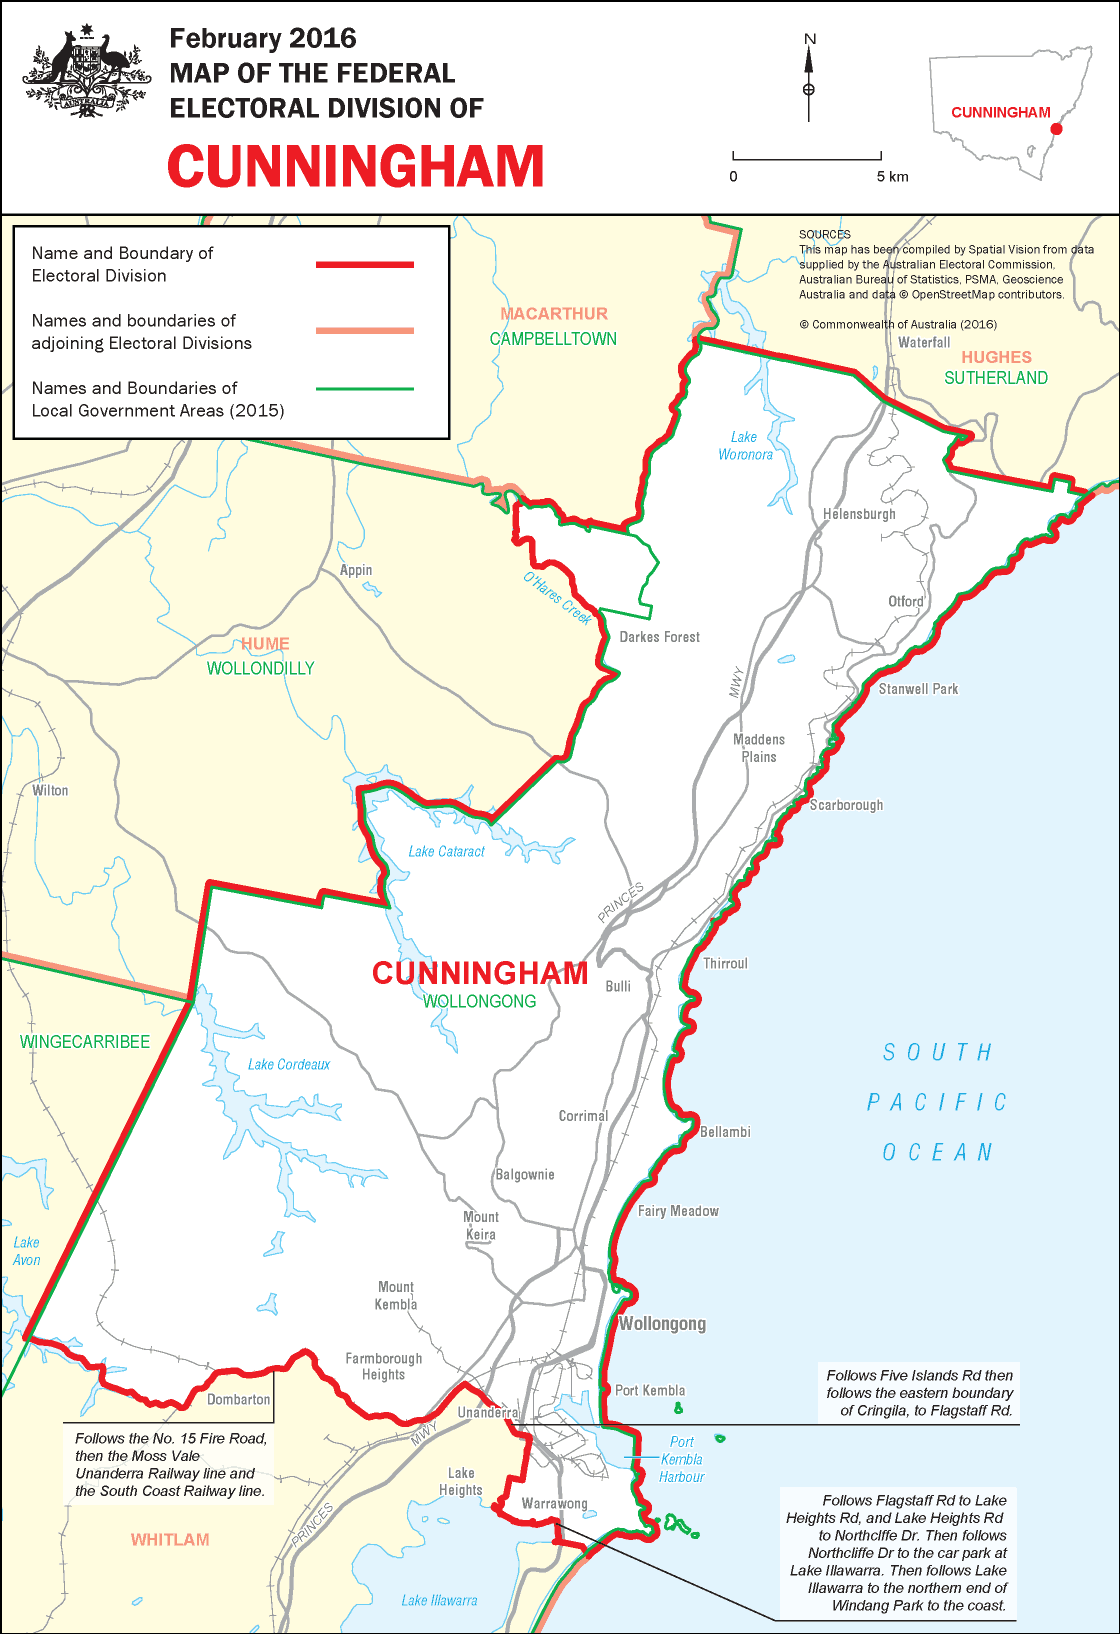 February 2016
MAP OF THE FEDERAL
ELECTORAL DIVISION OF
CUNNINGHAM
AUSTRALIA
N
0
5 km
CUNNINGHAM
Name and Boundary of
Electoral Division
Names and boundaries of
adjoining Electoral Divisions
Names and Boundaries of
Local Government Areas (2015)
SOURCES
This map has been compiled by Spatial Vision from data
supplied by the Australian Electoral Commission,
Australian Bureau of Statistics, PSMA, Geoscience
Australia and data © OpenStreetMap contributors.
© Commonwealth of Australia (2016)
MACARTHUR
CAMPBELLTOWN
Waterfall
HUGHES
SUTHERLAND
Lake
Woronora
Helensburgh
Appin
O'Hares Creek
Otford
Darkes Forest
HUME
WOLLONDILLY
MWY
Stanwell Park
Maddens
Plains
Wilton
Scarborough
Lake Cataract
PRINCES
Thirroul
CUNNINGHAM
WOLLONGONG
Bulli
WINGECARRIBEE
Lake Cordeaux
SOUTH
PACIFIC
OCEAN
Corrimal
Bellambi
Balgownie
Mount
Keira
Fairy Meadow
Lake
Avon
Mount
Kembla
Wollongong
Farmborough
Heights
Dombarton
Unanderra
Port Kembla
Follows Five Islands Rd then
follows the eastern boundary
of Cringila, to Flagstaff Rd.
MWY
Follows the No. 15 Fire Road,
then the Moss Vale
Unanderra Railway line and
the South Coast Railway line.
Port
Kembla
Harbour
Lake
Heights
Warrawong
PRINCES
WHITLAM
Follows Flagstaff Rd to Lake
Heights Rd, and Lake Heights Rd
to Northclffe Dr. Then follows
Northcliffe Dr to the car park at
Lake Illawarra. Then follows Lake
Illawarra to the northern end of
Windang Park to the coast.
Lake Illawarra